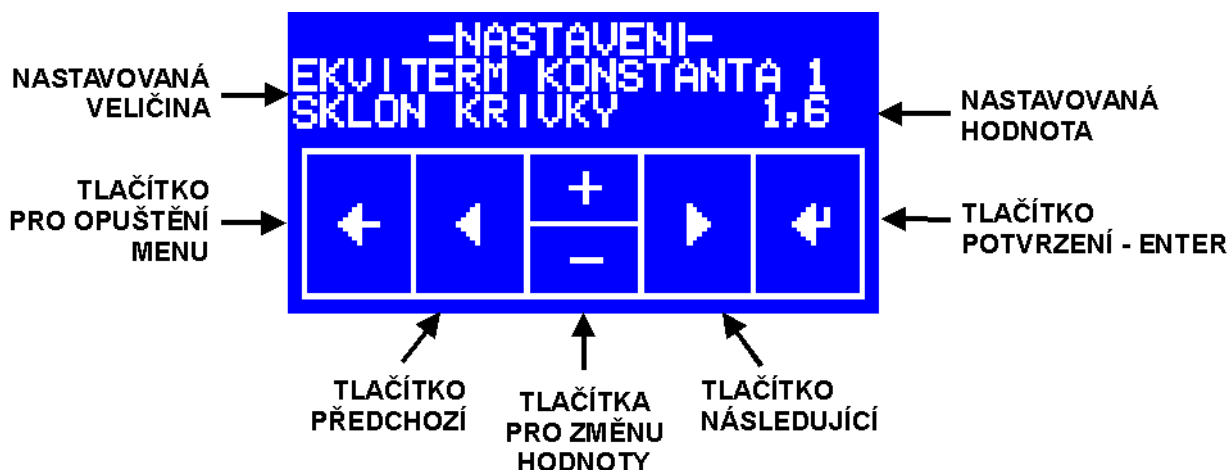 -NASTAVENI-
EKVITERM KONSTANTA 1
SKLON KRIVKY 1,6
NASTAVOVANÁ
VELIČINA
NASTAVOVANÁ
HODNOTA
TLAČÍTKO
PRO OPUŠTĚNÍ
MENU
+
-
TLAČÍTKO
POTVRZENÍ - ENTER
TLAČÍTKO
PŘEDCHOZÍ
TLAČÍTKA
PRO ZMĚNU
HODNOTY
TLAČÍTKO
NÁSLEDUJÍCÍ